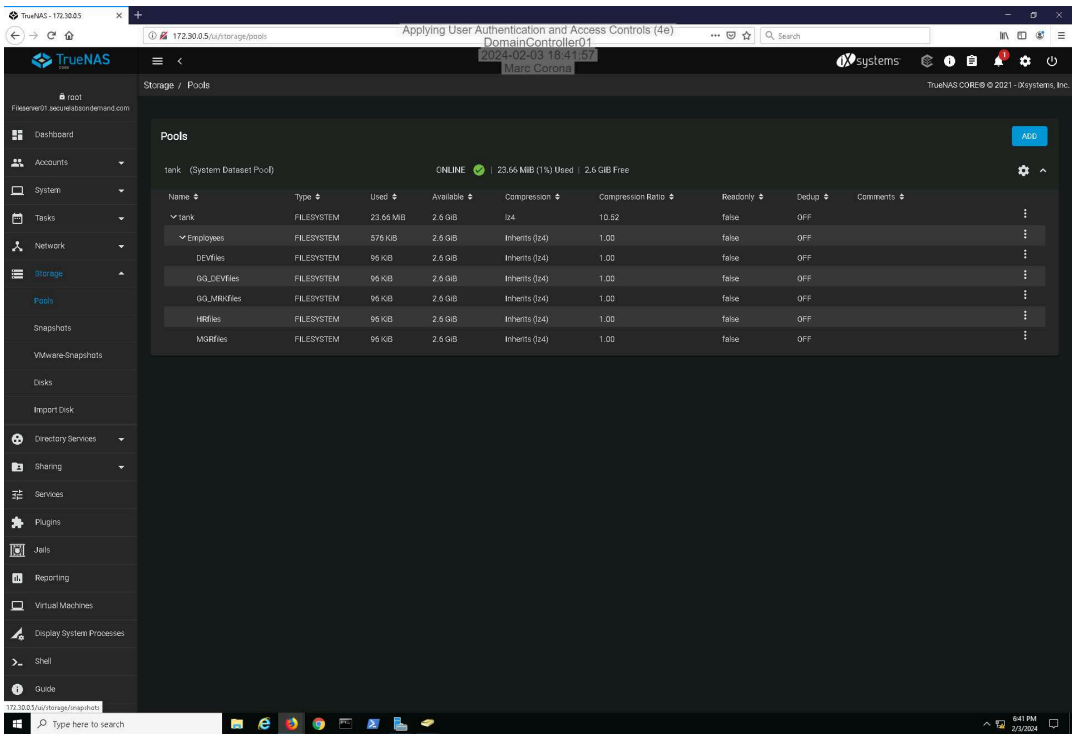 TrueNAS - 172.30.0.5
172.30.0.5/ui/storage/pools
Search
Applying User Authentication and Access Controls (4e)
DomainController01
2024-02-03 18:41:57
Marc Corona
TrueNAS
CORE
systems
Storage / Pools
TrueNAS CORE® © 2021 - iXsystems, Inc.
root
Fileserver01.securelabsondemand.com
Dashboard
Accounts
System
Tasks
Network
Storage
Pools
Snapshots
VMware-Snapshots
Disks
Import Disk
Directory Services
Sharing
Services
Plugins
Jails
Reporting
Virtual Machines
Display System Processes
Shell
Guide
Pools
ADD
tank (System Dataset Pool) ONLINE | 23.66 MiB (1%) Used | 2.6 GiB Free
Name Type Used Available Compression Compression Ratio Readonly Dedup Comments
tank FILESYSTEM 23.66 MiB 2.6 GiB lz4 10.52 false OFF
Employees FILESYSTEM 576 KiB 2.6 GiB Inherits (lz4) 1.00 false OFF
DEVfiles FILESYSTEM 96 KiB 2.6 GiB Inherits (lz4) 1.00 false OFF
GG_DEVfiles FILESYSTEM 96 KiB 2.6 GiB Inherits (lz4) 1.00 false OFF
GG_MRKfiles FILESYSTEM 96 KiB 2.6 GiB Inherits (lz4) 1.00 false OFF
HRfiles FILESYSTEM 96 KiB 2.6 GiB Inherits (lz4) 1.00 false OFF
MGRfiles FILESYSTEM 96 KiB 2.6 GiB Inherits (lz4) 1.00 false OFF
172.30.0.5/ui/storage/snapshots
Type here to search
6:41 PM
2/3/2024